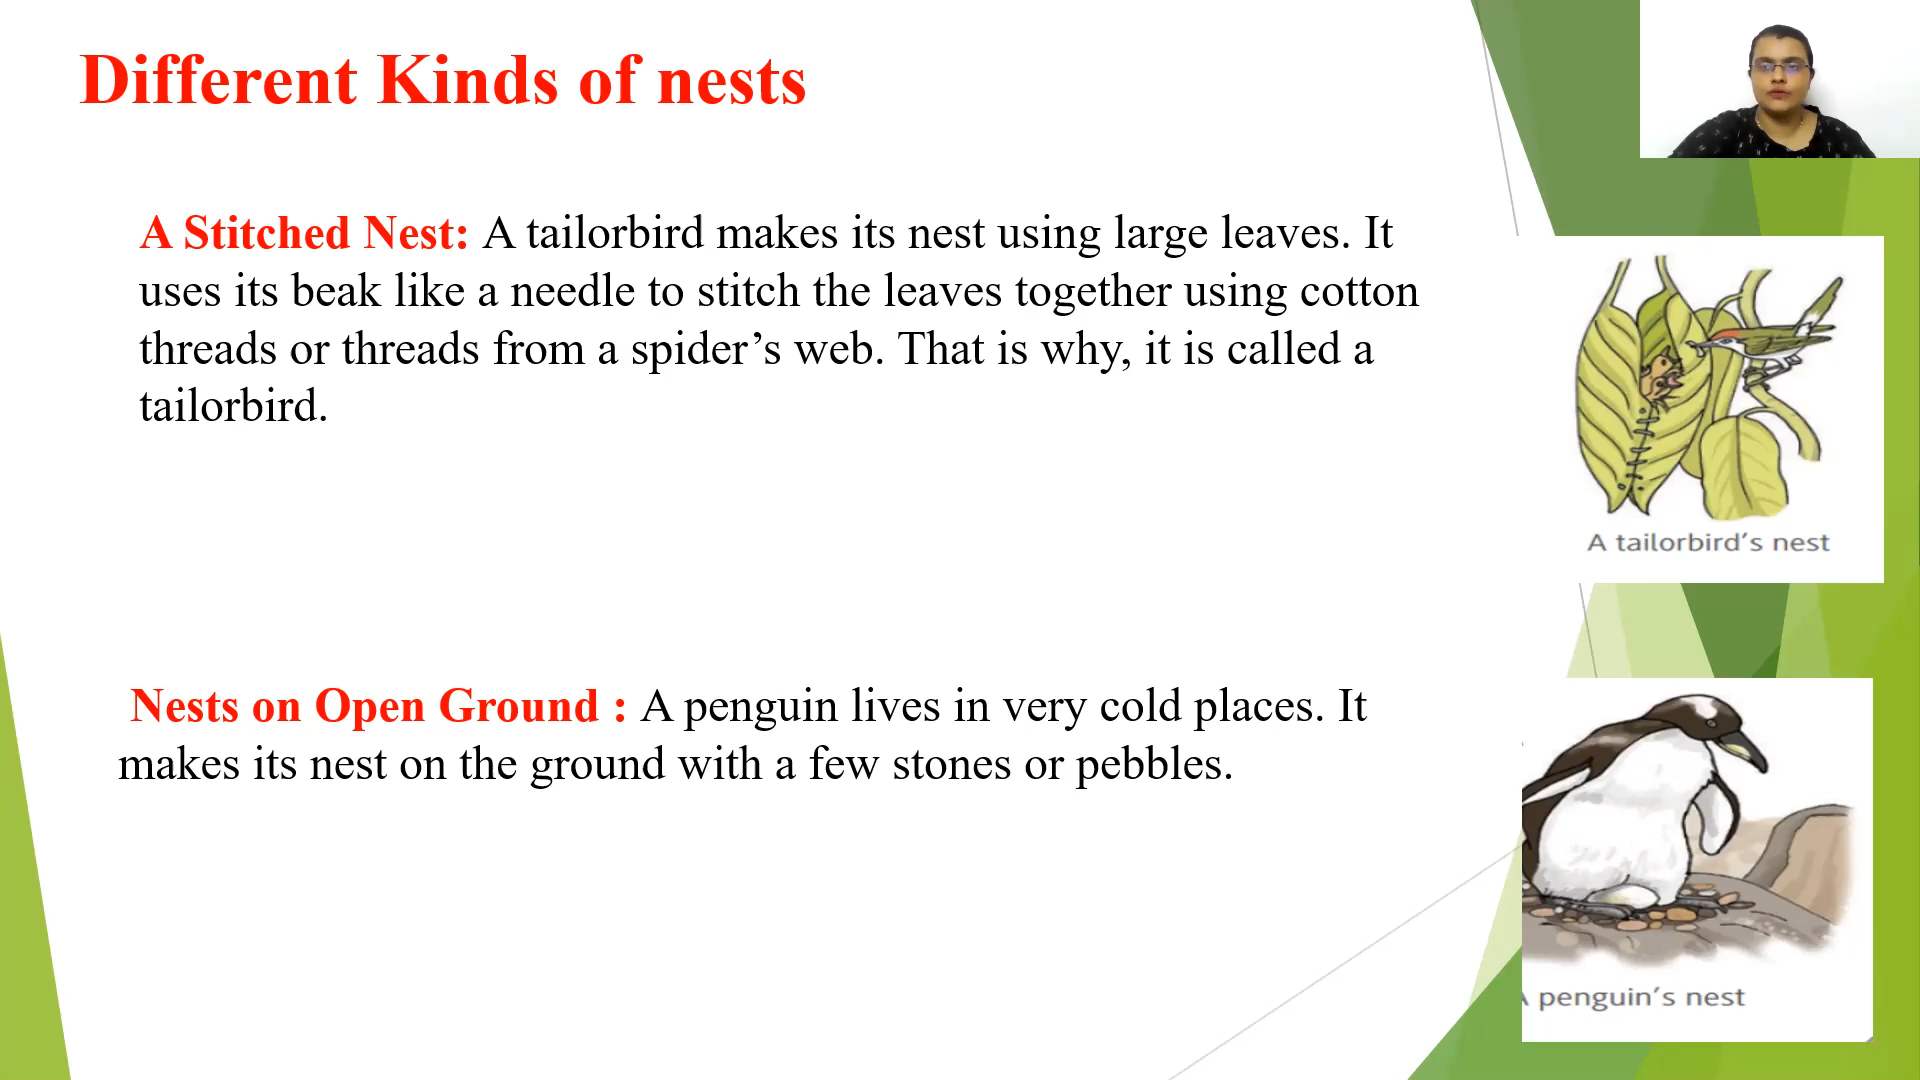 Different Kinds of nests
A Stitched Nest: A tailorbird makes its nest using large leaves. It
uses its beak like a needle to stitch the leaves together using cotton
threads or threads from a spider’s web. That is why, it is called a
tailorbird.
A tailorbird’s nest
Nests on Open Ground : A penguin lives in very cold places. It
makes its nest on the ground with a few stones or pebbles.
A penguin’s nest